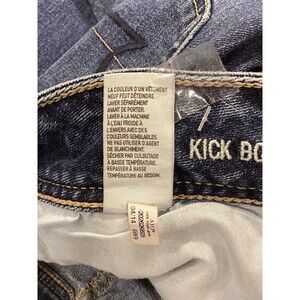 LA COULEUR D'UN VÊTEMENT
NEUF PEUT DÉTEINDRE.
LAVER SÉPARÉMENT
AVANT DE PORTER.
LAVER À LA MACHINE
À L'EAU FROIDE À
L'ENVERS AVEC DES
COULEURS SEMBLABLES.
NE PAS UTILISER D'AGENT
DE BLANCHIMENT.
SÉCHER PAR CULBUTAGE
À BASSE TEMPÉRATURE.
REPASSER À BASSE
TEMPÉRATURE AU BESOIN.
KICK BO
04/14